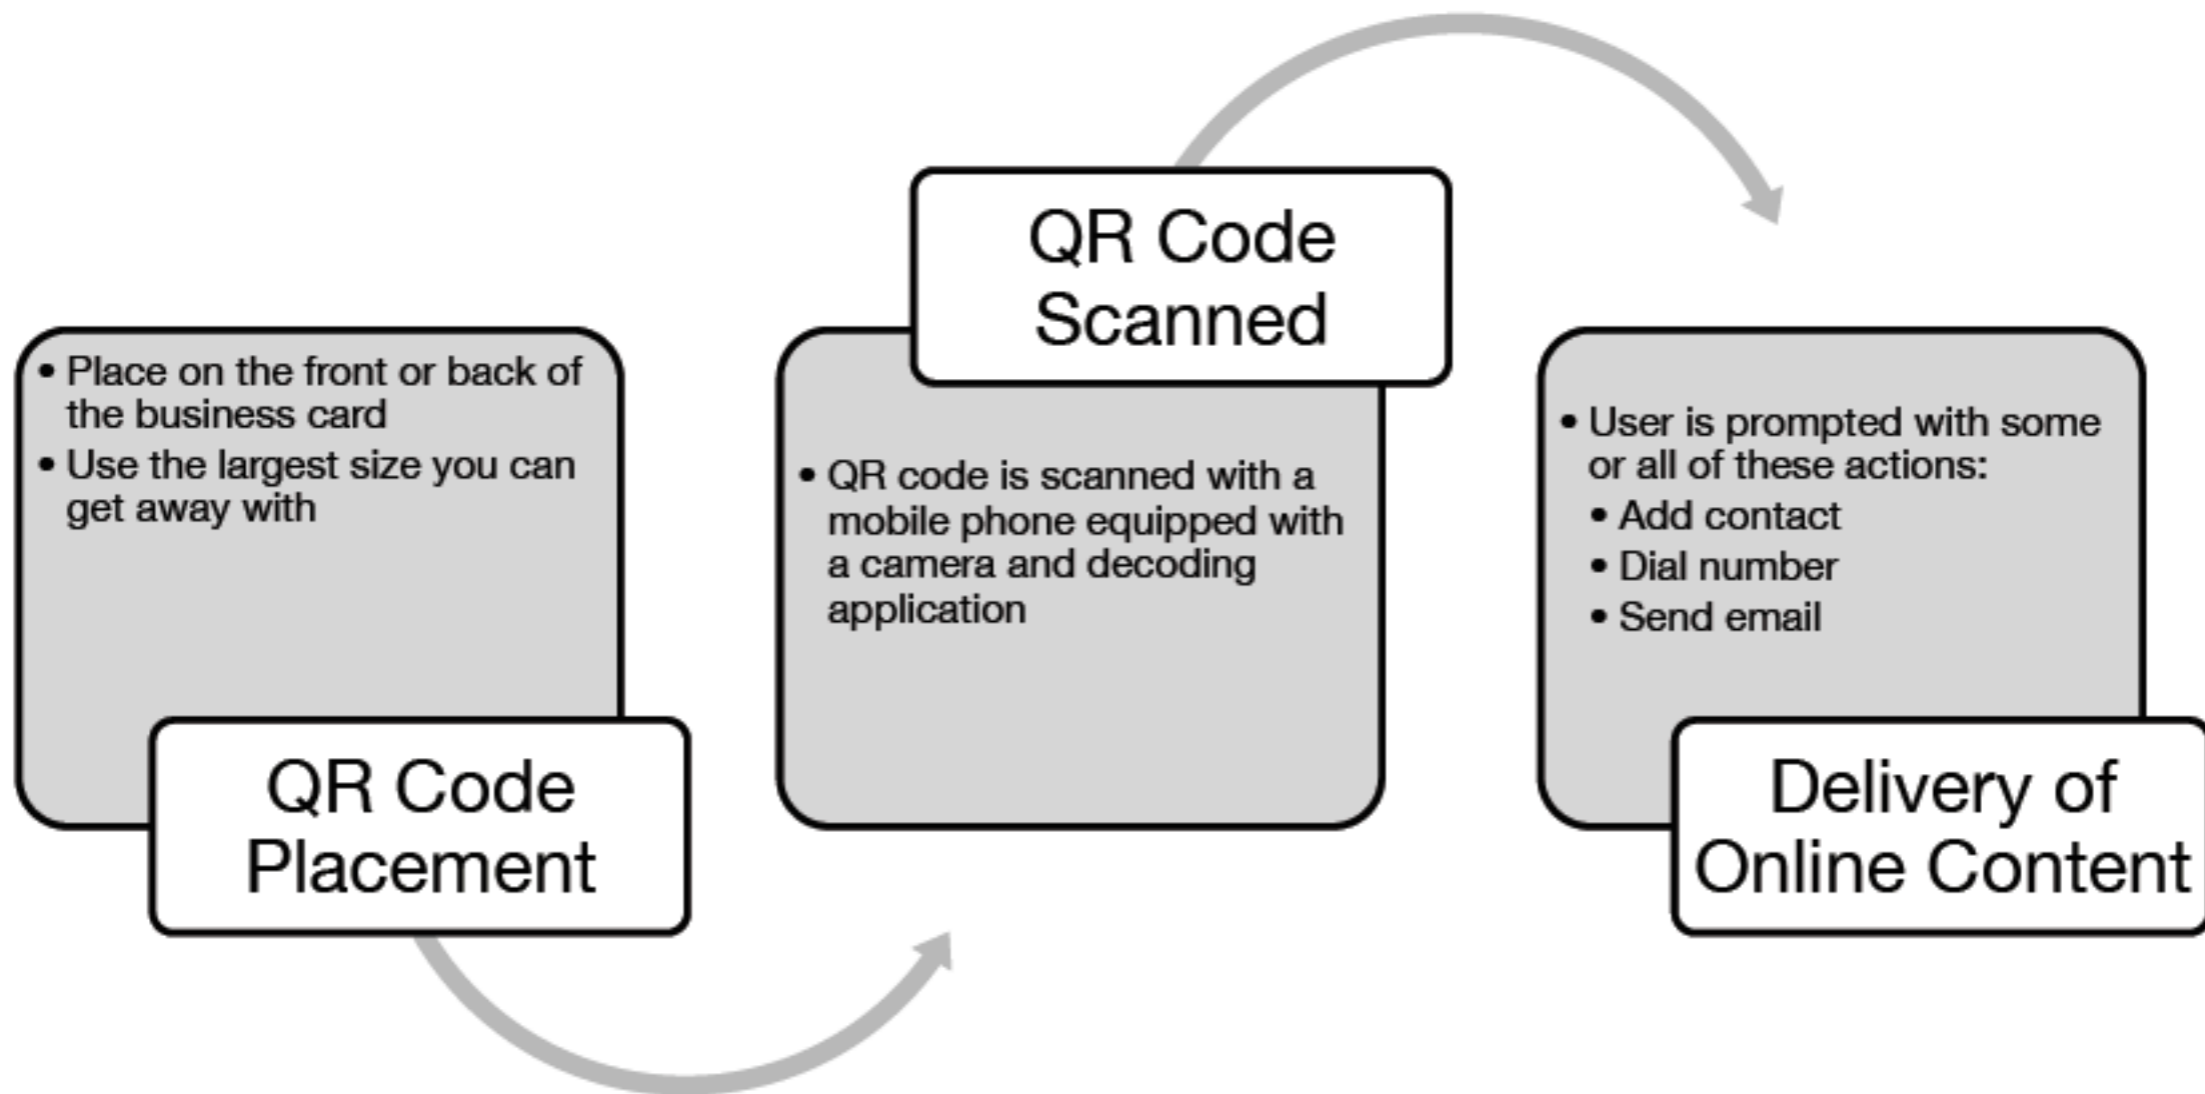 • Place on the front or back of
the business card
• Use the largest size you can
get away with
QR Code
Placement
QR Code
Scanned
• QR code is scanned with a
mobile phone equipped with
a camera and decoding
application
• User is prompted with some
or all of these actions:
• Add contact
• Dial number
• Send email
Delivery of
Online Content